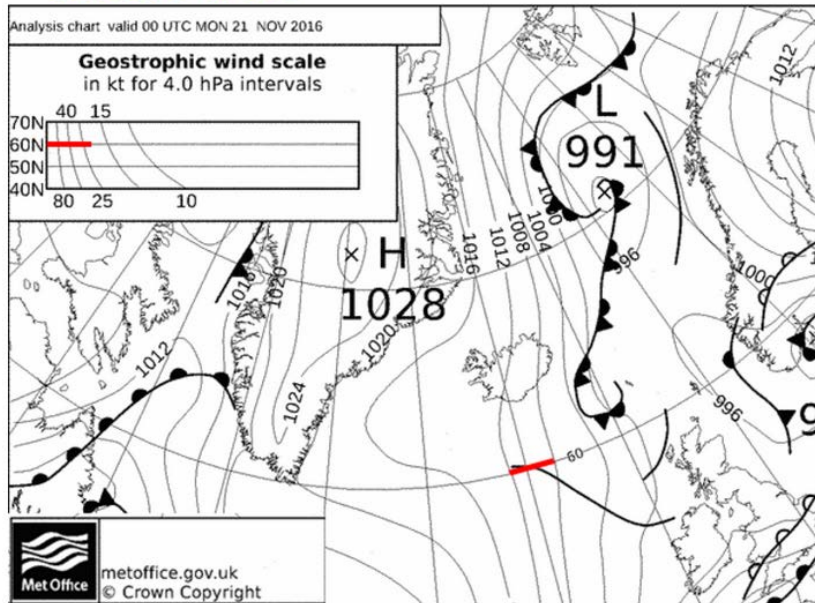 Analysis chart valid 00 UTC MON 21 NOV 2016
Geostrophic wind scale
in kt for 4.0 hPa intervals
40 15
70N
60N
50N
40N
80 25 10
1012
L
991
1000
1016
1012
1008
1004
996
1000
H
1028
1016
1020
1020
1012
1024
996
9
60
Met Office
metoffice.gov.uk
© Crown Copyright